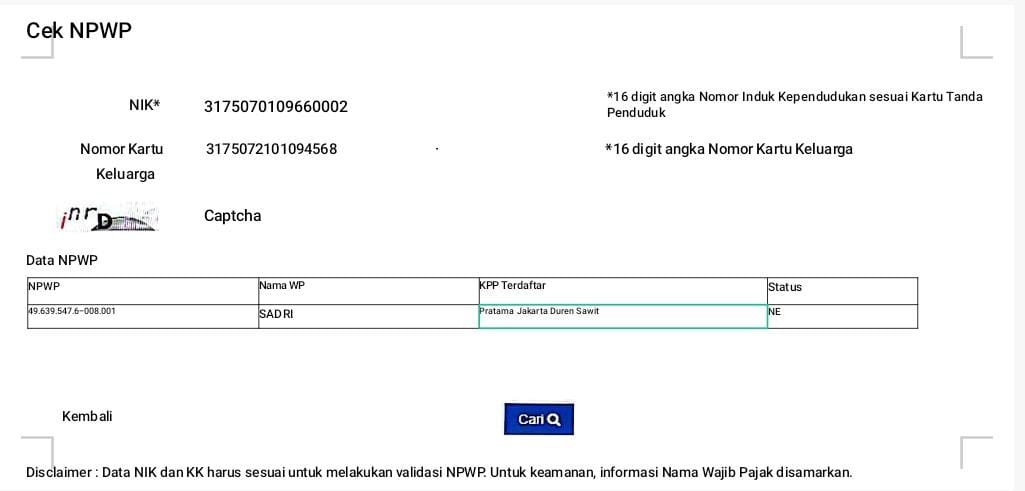 Cek NPWP
NIK* 3175070109660002 *16 digit angka Nomor Induk Kependudukan sesuai Kartu Tanda
Penduduk
Nomor Kartu 3175072101094568 *16 digit angka Nomor Kartu Keluarga
Keluarga
inrD Captcha
Data NPWP
NPWP Nama WP KPP Terdaftar Status
49.639.547.6-008.001 SADRI Pratama Jakarta Duren Sawit NE
Kembali Cari
Disclaimer : Data NIK dan KK harus sesuai untuk melakukan validasi NPWP. Untuk keamanan, informasi Nama Wajib Pajak disamarkan.